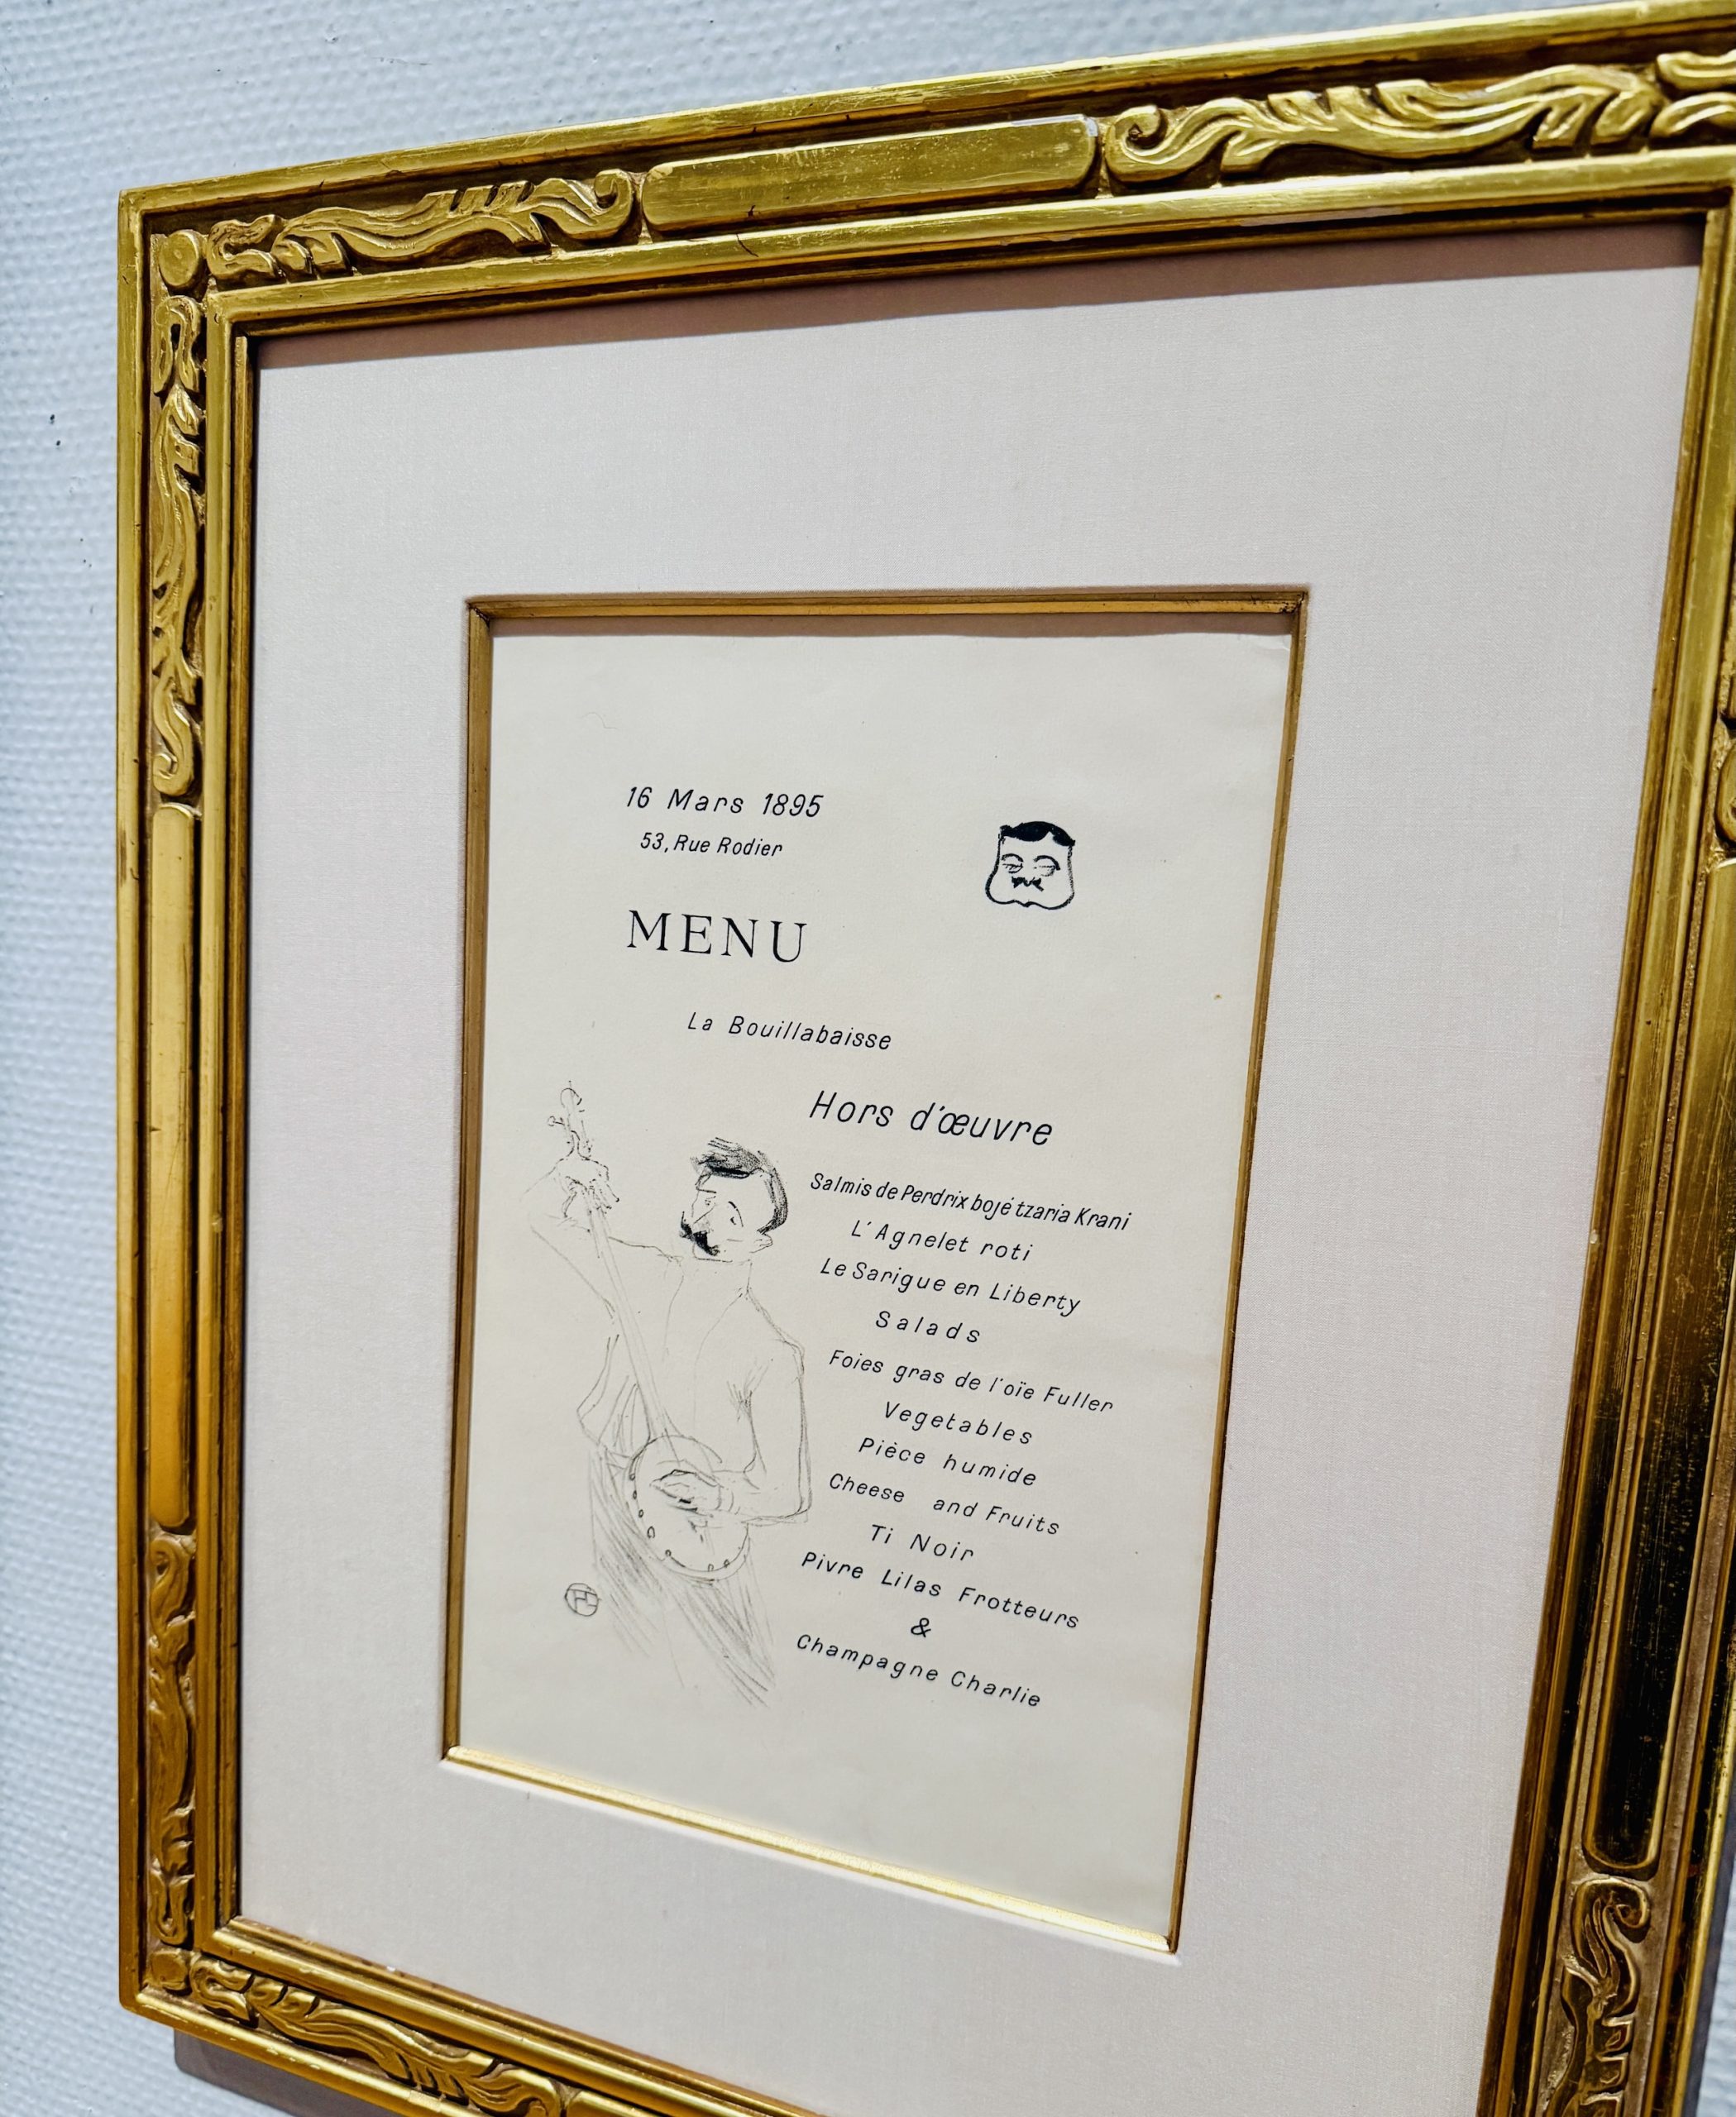 16 Mars 1895
53, Rue Rodier
MENU
La Bouillabaisse
Hors d'œuvre
Salmis de Perdrix bojé tzaria Krani
L'Agnelet roti
Le Sarigue en Liberty
Salads
Foies gras de l'oïe Fuller
Vegetables
Pièce humide
Cheese and Fruits
Ti Noir
Pivre Lilas Frotteurs
&
Champagne Charlie